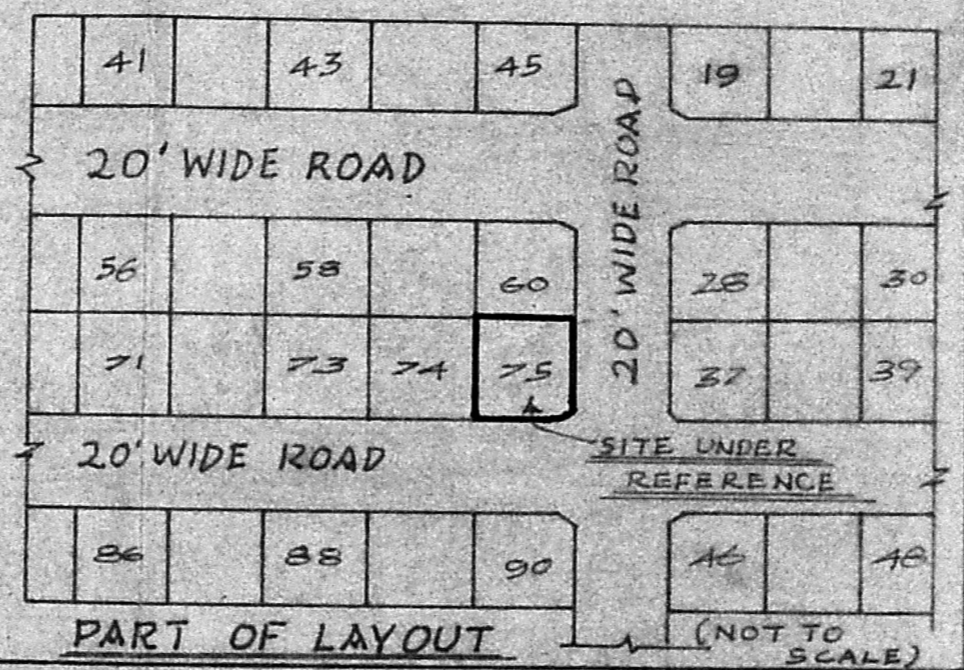 41 43 45 19 21
20' WIDE ROAD
20' WIDE ROAD
56 58 60 28 30
71 73 74 75 37 39
20' WIDE ROAD
SITE UNDER
REFERENCE
86 88 90 46 48
PART OF LAYOUT
(NOT TO
SCALE)